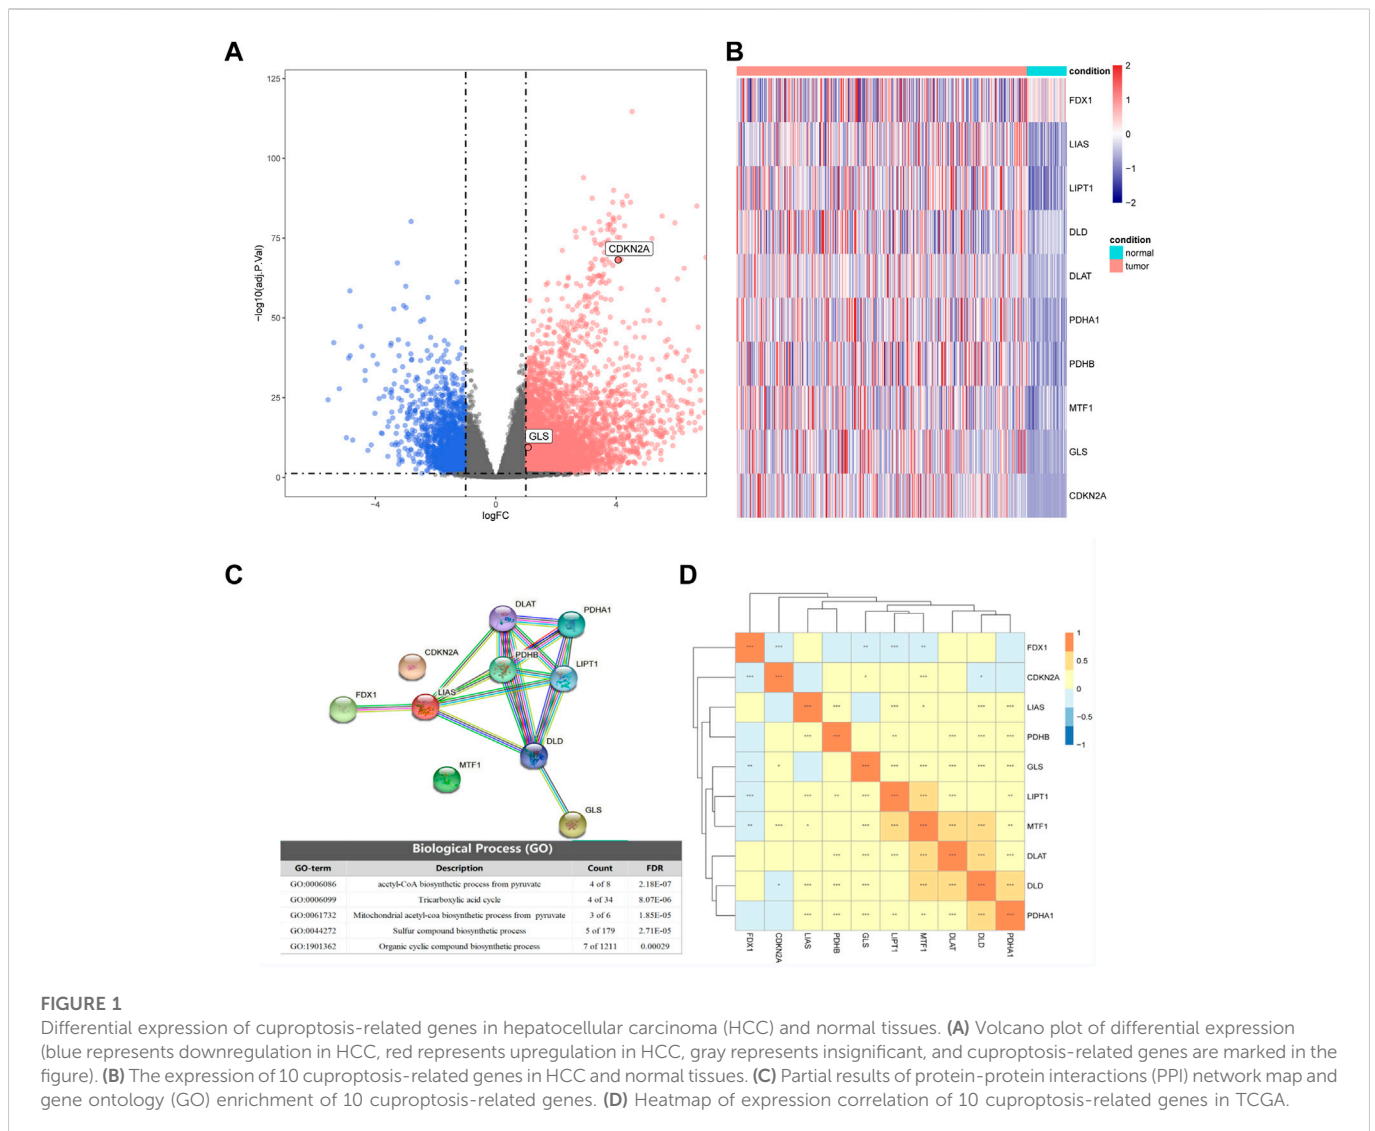 A
125
100
75
50
25
0
−log10(adj.P.Val)
CDKN2A
GLS
−4
0
4
logFC
B
condition
FDX1
LIAS
LIPT1
DLD
DLAT
PDHA1
PDHB
MTF1
GLS
CDKN2A
2
1
0
−1
−2
condition
normal
tumor
C
DLAT
PDHA1
CDKN2A
PDHB
LIPT1
FDX1
LIAS
DLD
MTF1
GLS
Biological Process (GO)
GO-term Description Count FDR
GO:0006086 acetyl-CoA biosynthetic process from pyruvate 4 of 8 2.18E-07
GO:0006099 Tricarboxylic acid cycle 4 of 34 8.07E-06
GO:0061732 Mitochondrial acetyl-coa biosynthetic process from pyruvate 3 of 6 1.85E-05
GO:0044272 Sulfur compound biosynthetic process 5 of 179 2.71E-05
GO:1901362 Organic cyclic compound biosynthetic process 7 of 1211 0.00029
D
FDX1
CDKN2A
LIAS
PDHB
GLS
LIPT1
MTF1
DLAT
DLD
PDHA1
FDX1
CDKN2A
LIAS
PDHB
GLS
LIPT1
MTF1
DLAT
DLD
PDHA1
1
0.5
0
−0.5
−1
FIGURE 1
Differential expression of cuproptosis-related genes in hepatocellular carcinoma (HCC) and normal tissues. (A) Volcano plot of differential expression
(blue represents downregulation in HCC, red represents upregulation in HCC, gray represents insignificant, and cuproptosis-related genes are marked in the
figure). (B) The expression of 10 cuproptosis-related genes in HCC and normal tissues. (C) Partial results of protein-protein interactions (PPI) network map and
gene ontology (GO) enrichment of 10 cuproptosis-related genes. (D) Heatmap of expression correlation of 10 cuproptosis-related genes in TCGA.